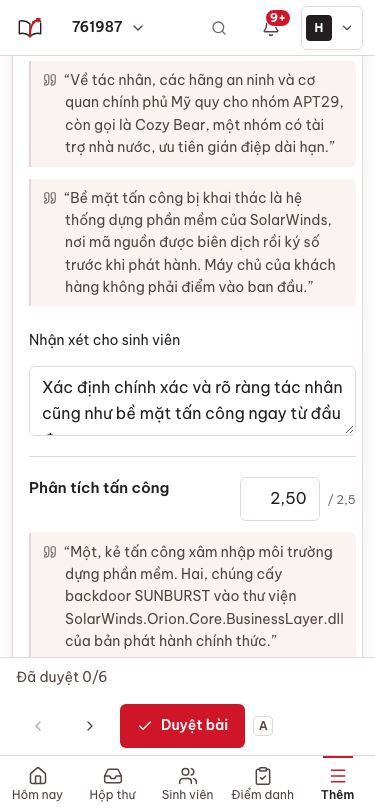 761987
9+
H
“Về tác nhân, các hãng an ninh và cơ
quan chính phủ Mỹ quy cho nhóm APT29,
còn gọi là Cozy Bear, một nhóm có tài
trợ nhà nước, ưu tiên gián điệp dài hạn.”
“Bề mặt tấn công bị khai thác là hệ
thống dựng phần mềm của SolarWinds,
nơi mã nguồn được biên dịch rồi ký số
trước khi phát hành. Máy chủ của khách
hàng không phải điểm vào ban đầu.”
Nhận xét cho sinh viên
Xác định chính xác và rõ ràng tác nhân
cũng như bề mặt tấn công ngay từ đầu
Phân tích tấn công
2,50 / 2,5
“Một, kẻ tấn công xâm nhập môi trường
dựng phần mềm. Hai, chúng cấy
backdoor SUNBURST vào thư viện
SolarWinds.Orion.Core.BusinessLayer.dll
của bản phát hành chính thức.”
Đã duyệt 0/6
Duyệt bài
A
Hôm nay
Hộp thư
Sinh viên
Điểm danh
Thêm